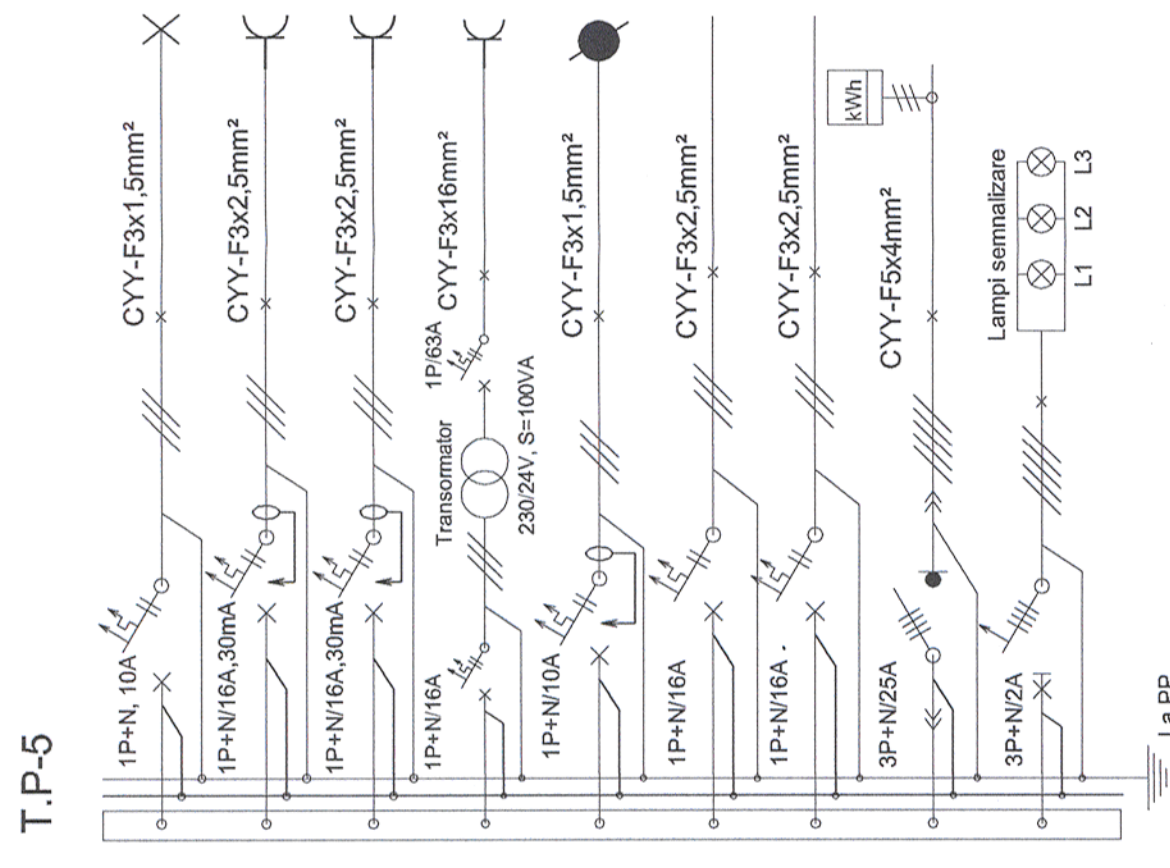 T.P-5
1P+N, 10A
CYY-F3x1,5mm²
1P+N/16A,30mA
CYY-F3x2,5mm²
1P+N/16A,30mA
CYY-F3x2,5mm²
1P+N/16A
Transormator
230/24V, S=100VA
1P/63A
CYY-F3x16mm²
1P+N/10A
CYY-F3x1,5mm²
1P+N/16A
CYY-F3x2,5mm²
1P+N/16A
CYY-F3x2,5mm²
3P+N/25A
CYY-F5x4mm²
kWh
3P+N/2A
Lampi semnalizare
L1 L2 L3
La PP